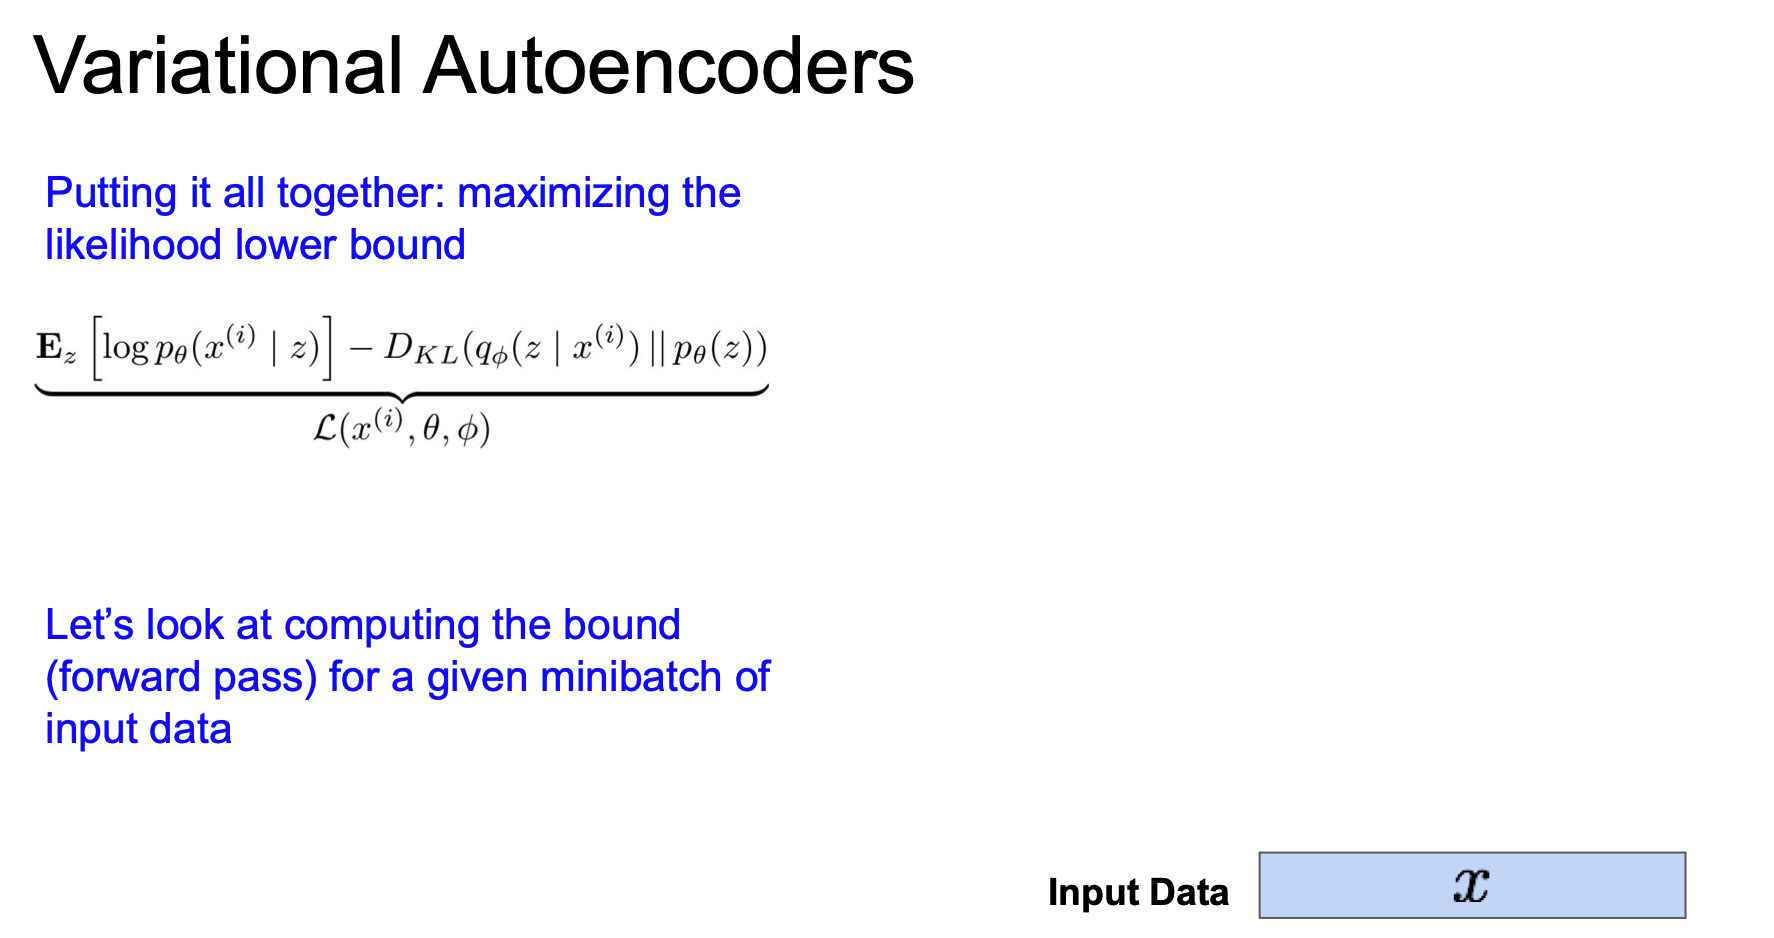 Variational Autoencoders
Putting it all together: maximizing the
likelihood lower bound
$\underbrace{\mathbf{E}_z \left[ \log p_\theta(x^{(i)} \mid z) \right] - D_{KL}(q_\phi(z \mid x^{(i)}) \,||\, p_\theta(z))}$
$\mathcal{L}(x^{(i)}, \theta, \phi)$
Let’s look at computing the bound
(forward pass) for a given minibatch of
input data
Input Data $x$